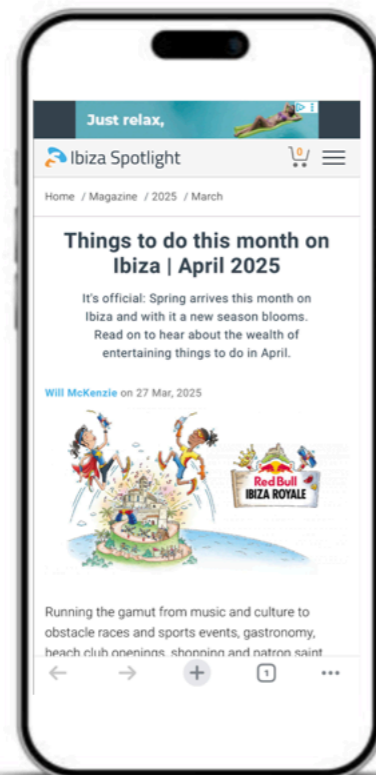 Just relax,
Ibiza Spotlight
0
Home / Magazine / 2025 / March
Things to do this month on
Ibiza | April 2025
It's official: Spring arrives this month on
Ibiza and with it a new season blooms.
Read on to hear about the wealth of
entertaining things to do in April.
Will McKenzie on 27 Mar, 2025
Red Bull
IBIZA ROYALE
Running the gamut from music and culture to
obstacle races and sports events, gastronomy,
beach club openings, shopping and patron saint
1